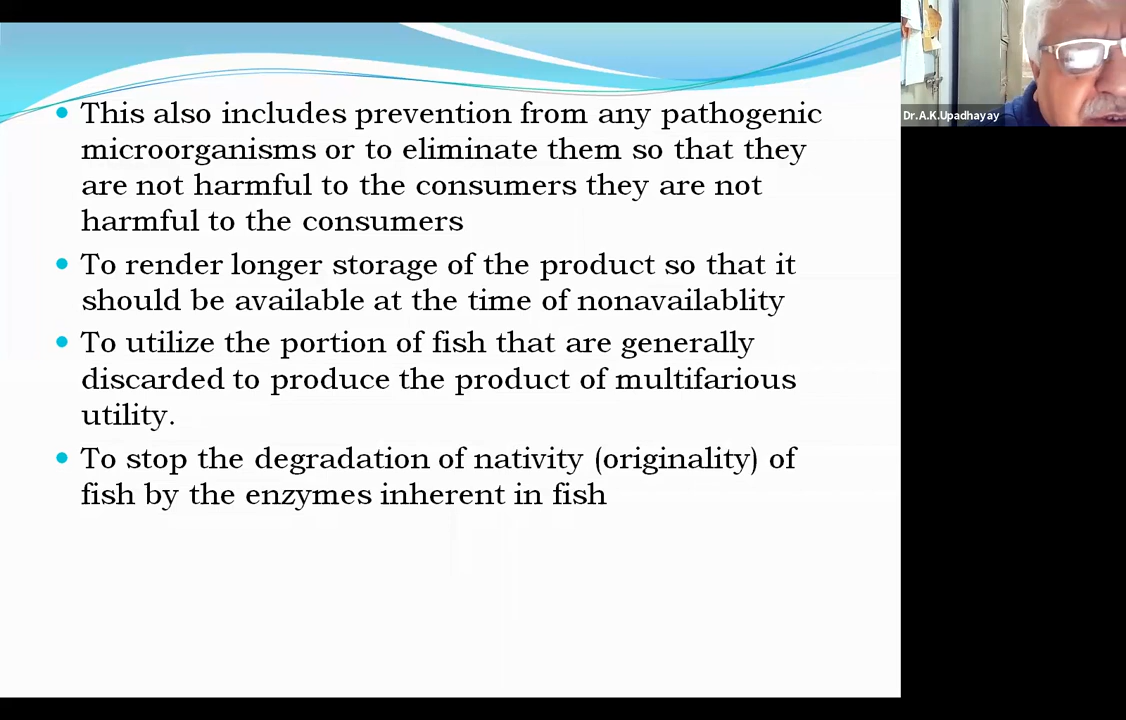 This also includes prevention from any pathogenic
microorganisms or to eliminate them so that they
are not harmful to the consumers they are not
harmful to the consumers
To render longer storage of the product so that it
should be available at the time of nonavailablity
To utilize the portion of fish that are generally
discarded to produce the product of multifarious
utility.
To stop the degradation of nativity (originality) of
fish by the enzymes inherent in fish
Dr.A.K.Upadhayay